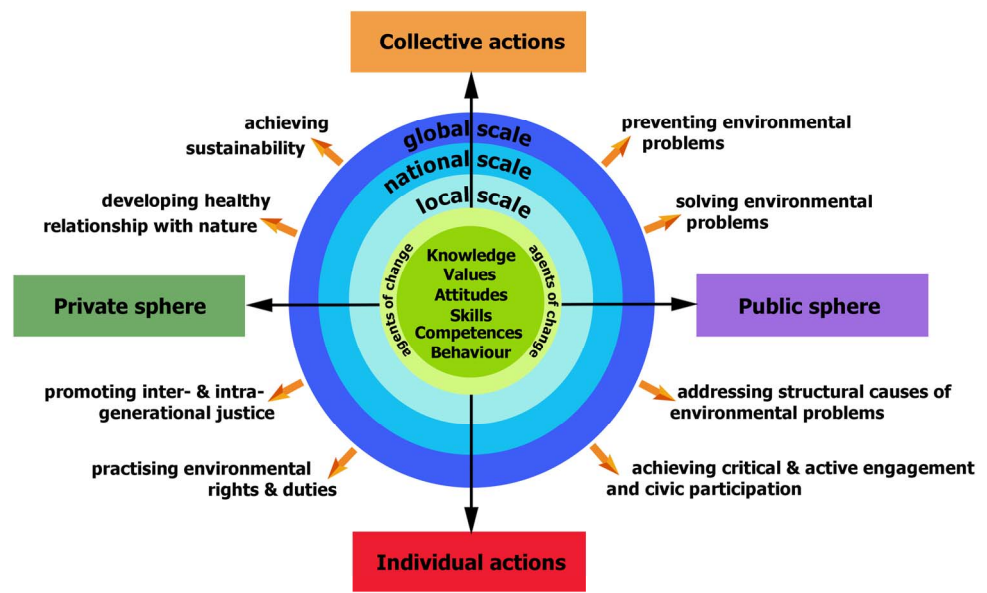 Collective actions
achieving
sustainability
preventing environmental
problems
global scale
national scale
local scale
developing healthy
relationship with nature
solving environmental
problems
agents of change
Knowledge
Values
Attitudes
Skills
Competences
Behaviour
agents of change
Private sphere
Public sphere
promoting inter- & intra-
generational justice
addressing structural causes of
environmental problems
practising environmental
rights & duties
achieving critical & active engagement
and civic participation
Individual actions